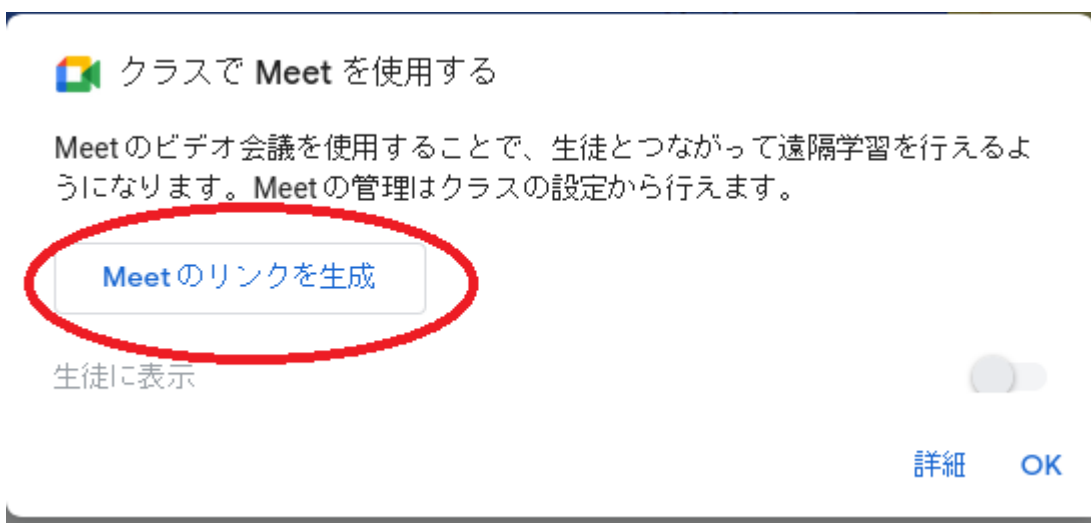 クラスで Meet を使用する
Meet のビデオ会議を使用することで、生徒とつながって遠隔学習を行えるよ
うになります。Meet の管理はクラスの設定から行えます。
Meet のリンクを生成
生徒に表示
詳細 OK